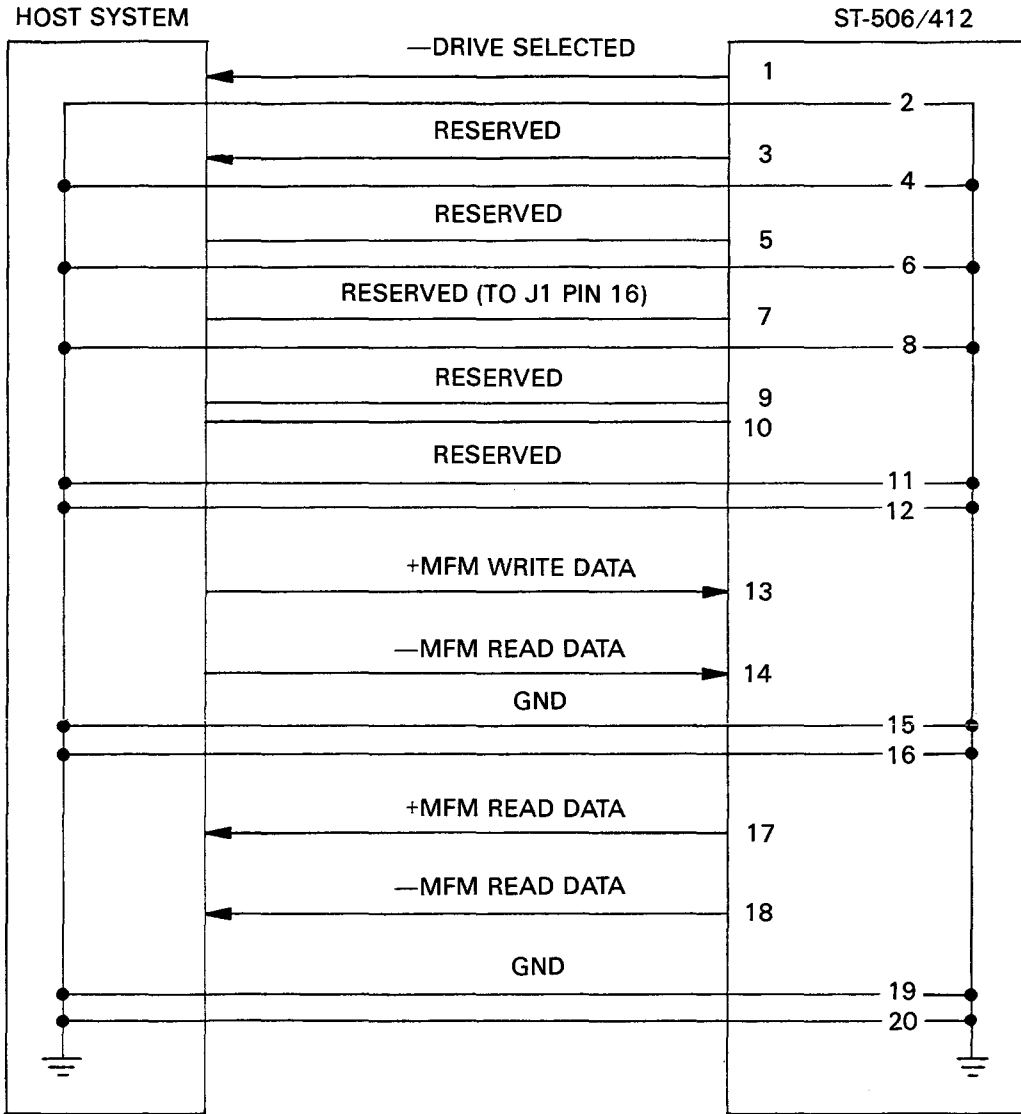 HOST SYSTEM
ST-506/412
—DRIVE SELECTED
1
2
RESERVED
3
4
RESERVED
5
6
RESERVED (TO J1 PIN 16)
7
8
RESERVED
9
10
RESERVED
11
12
+MFM WRITE DATA
13
—MFM READ DATA
14
GND
15
16
+MFM READ DATA
17
—MFM READ DATA
18
GND
19
20